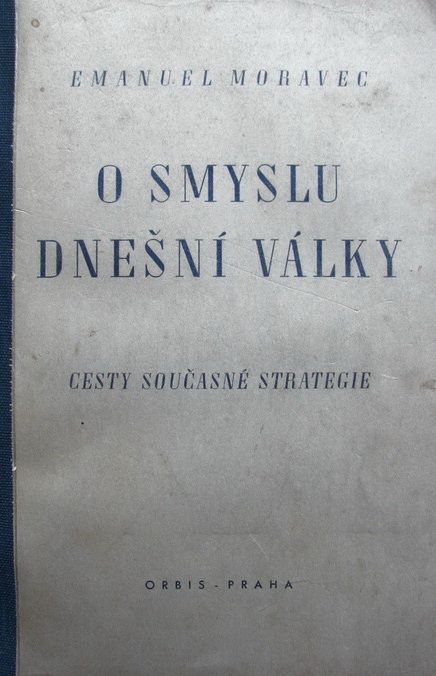 EMANUEL MORAVEC
O SMYSLU
DNEŠNÍ VÁLKY
CESTY SOUČASNÉ STRATEGIE
ORBIS - PRAHA